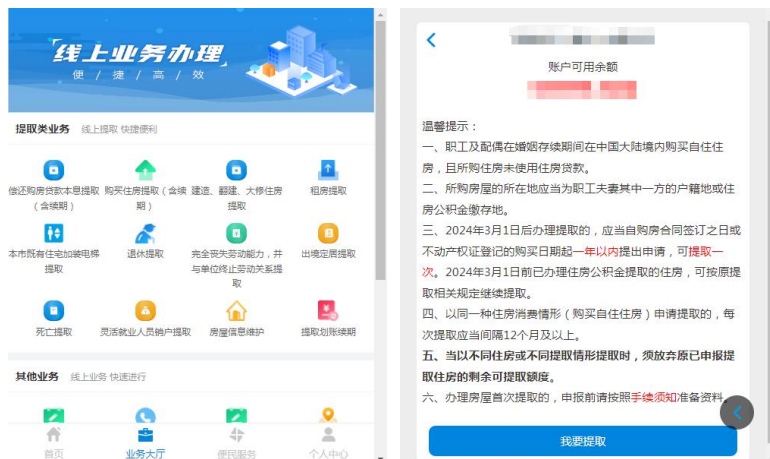 线上业务办理
便 / 捷 / 高 / 效
提取类业务 线上提取 快捷便利
偿还购房贷款本息提取
（含续期）
购买住房提取（含续
期）
建造、翻建、大修住房
提取
租房提取
本市既有住宅加装电梯
提取
退休提取
完全丧失劳动能力，并
与单位终止劳动关系提
取
出境定居提取
死亡提取
灵活就业人员销户提取
房屋信息维护
提取划账续期
其他业务 线上业务 快速进行
首页
业务大厅
便民服务
个人中心
账户可用余额
温馨提示：
一、职工及配偶在婚姻存续期间在中国大陆境内购买自住住
房，且所购住房未使用住房贷款。
二、所购房屋的所在地应当为职工夫妻其中一方的户籍地或住
房公积金缴存地。
三、2024年3月1日后办理提取的，应当自购房合同签订之日或
不动产权证登记的购买日期起一年以内提出申请，可提取一
次。2024年3月1日前已办理住房公积金提取的住房，可按原提
取相关规定继续提取。
四、以同一种住房消费情形（购买自住住房）申请提取的，每
次提取应当间隔12个月及以上。
五、当以不同住房或不同提取情形提取时，须放弃原已申报提
取住房的剩余可提取额度。
六、办理房屋首次提取的，申报前请按照手续须知准备资料。
我要提取